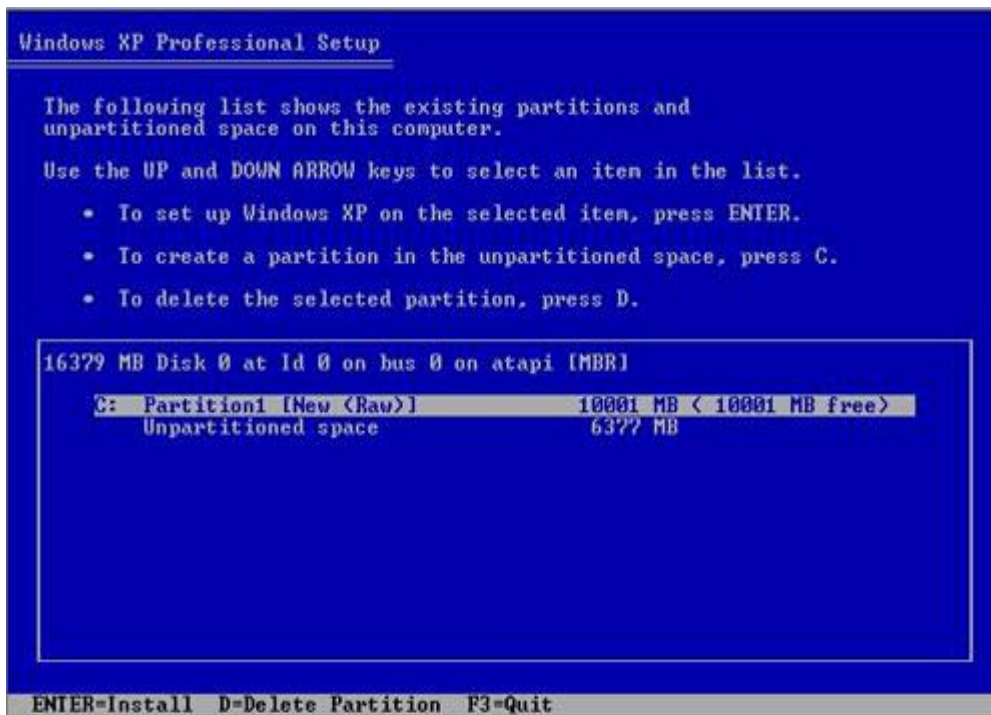 Windows XP Professional Setup
The following list shows the existing partitions and
unpartitioned space on this computer.
Use the UP and DOWN ARROW keys to select an item in the list.
• To set up Windows XP on the selected item, press ENTER.
• To create a partition in the unpartitioned space, press C.
• To delete the selected partition, press D.
16379 MB Disk 0 at Id 0 on bus 0 on atapi [MBR]
C: Partition1 [New (Raw)] 10001 MB ( 10001 MB free)
Unpartitioned space 6377 MB
ENTER=Install D=Delete Partition F3=Quit